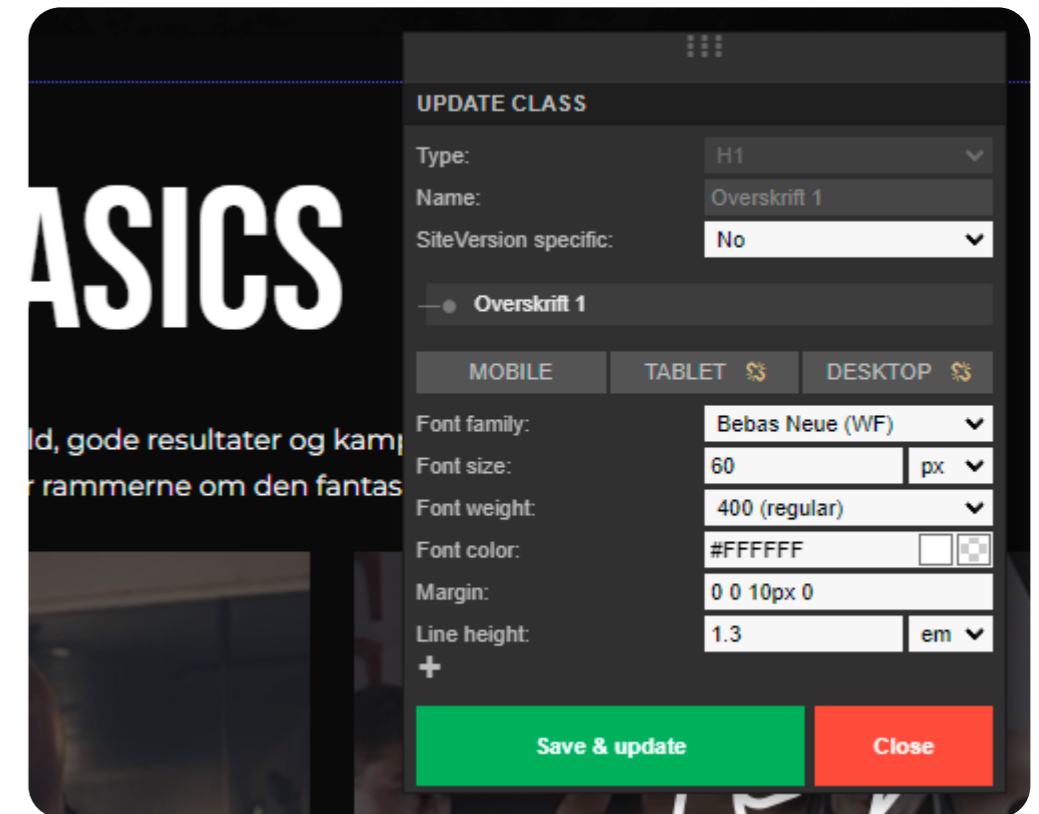 UPDATE CLASS
Type: H1
Name: Overskrift 1
SiteVersion specific: No
ASICS
Overskrift 1
MOBILE TABLET DESKTOP
Font family: Bebas Neue (WF)
ld, gode resultater og kamp
Font size: 60 px
r rammerne om den fantas
Font weight: 400 (regular)
Font color: #FFFFFF
Margin: 0 0 10px 0
Line height: 1.3 em
Save & update Close